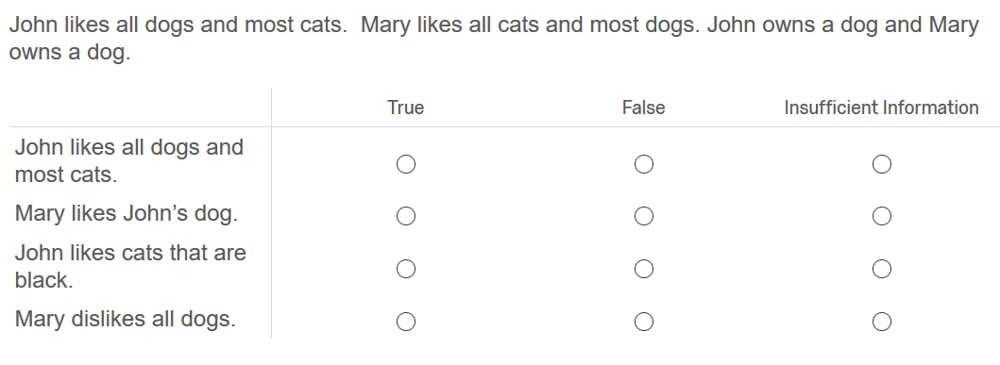 John likes all dogs and most cats.  Mary likes all cats and most dogs. John owns a dog and Mary
owns a dog.
True False Insufficient Information
John likes all dogs and
most cats.
Mary likes John’s dog.
John likes cats that are
black.
Mary dislikes all dogs.